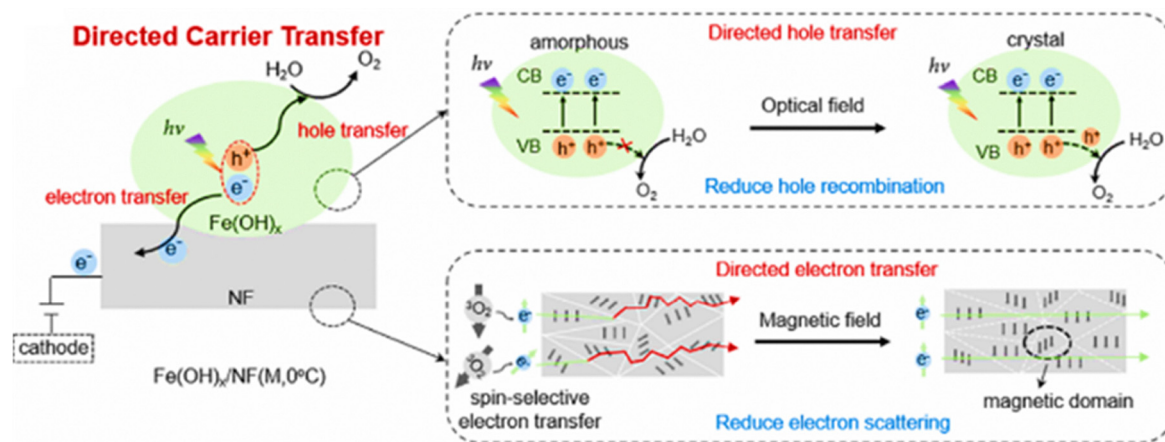 Directed Carrier Transfer
H₂O
O₂
hν
hole transfer
h⁺
e⁻
electron transfer
Fe(OH)ₓ
e⁻
e⁻
NF
cathode
Fe(OH)ₓ/NF(M,0°C)
amorphous
Directed hole transfer
crystal
hν
CB
e⁻ e⁻
Optical field
hν
CB
e⁻ e⁻
VB
h⁺ h⁺
H₂O
O₂
VB
h⁺ h⁺
h⁺
H₂O
O₂
Reduce hole recombination
Directed electron transfer
³O₂
e⁻
e⁻
Magnetic field
e⁻
e⁻
spin-selective
electron transfer
magnetic domain
Reduce electron scattering